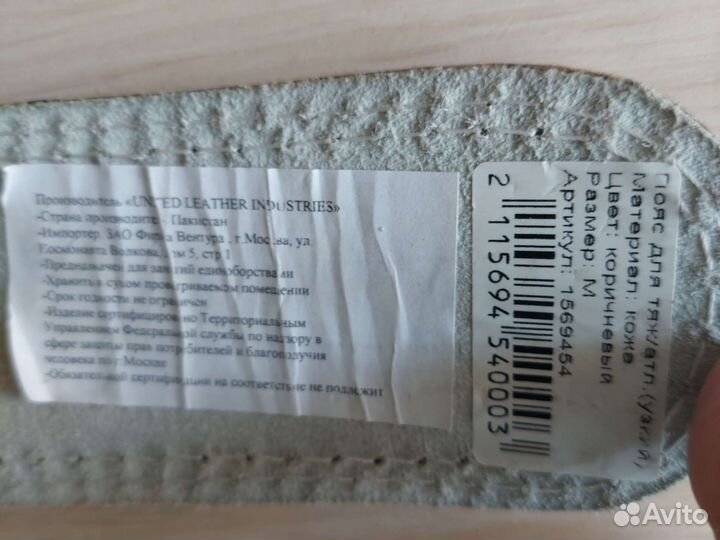 Производитель «UNITED LEATHER INDUSTRIES»
-Страна производитель - Пакистан
-Импортер ЗАО Фирма Вентура , г.Москва, ул.
Космонавта Волкова, дом 5, стр 1
-Предназначен для занятий единоборствами
-Хранить в сухом проветриваемом помещении
-Срок годности не ограничен
-Изделие сертифицировано Территориальным
Управлением Федеральной службы по надзору в
сфере защиты прав потребителей и благополучия
человека по г.Москве
-Обязательной сертификации на соответствие не подлежит
Пояс для тяж/атл.(узкий,
Материал: кожа
Цвет: коричневый
Размер: М
Артикул: 1569454
2 115694 540003
Avito